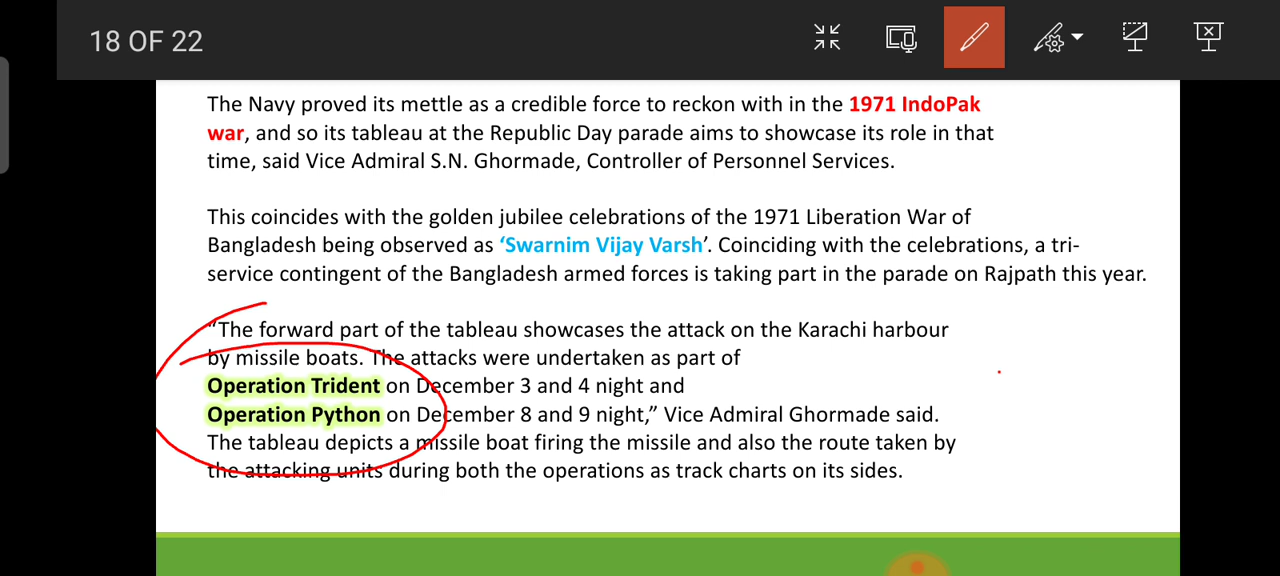 18 OF 22
The Navy proved its mettle as a credible force to reckon with in the 1971 IndoPak
war, and so its tableau at the Republic Day parade aims to showcase its role in that
time, said Vice Admiral S.N. Ghormade, Controller of Personnel Services.
This coincides with the golden jubilee celebrations of the 1971 Liberation War of
Bangladesh being observed as ‘Swarnim Vijay Varsh’. Coinciding with the celebrations, a tri-
service contingent of the Bangladesh armed forces is taking part in the parade on Rajpath this year.
“The forward part of the tableau showcases the attack on the Karachi harbour
by missile boats. The attacks were undertaken as part of
Operation Trident on December 3 and 4 night and
Operation Python on December 8 and 9 night,” Vice Admiral Ghormade said.
The tableau depicts a missile boat firing the missile and also the route taken by
the attacking units during both the operations as track charts on its sides.